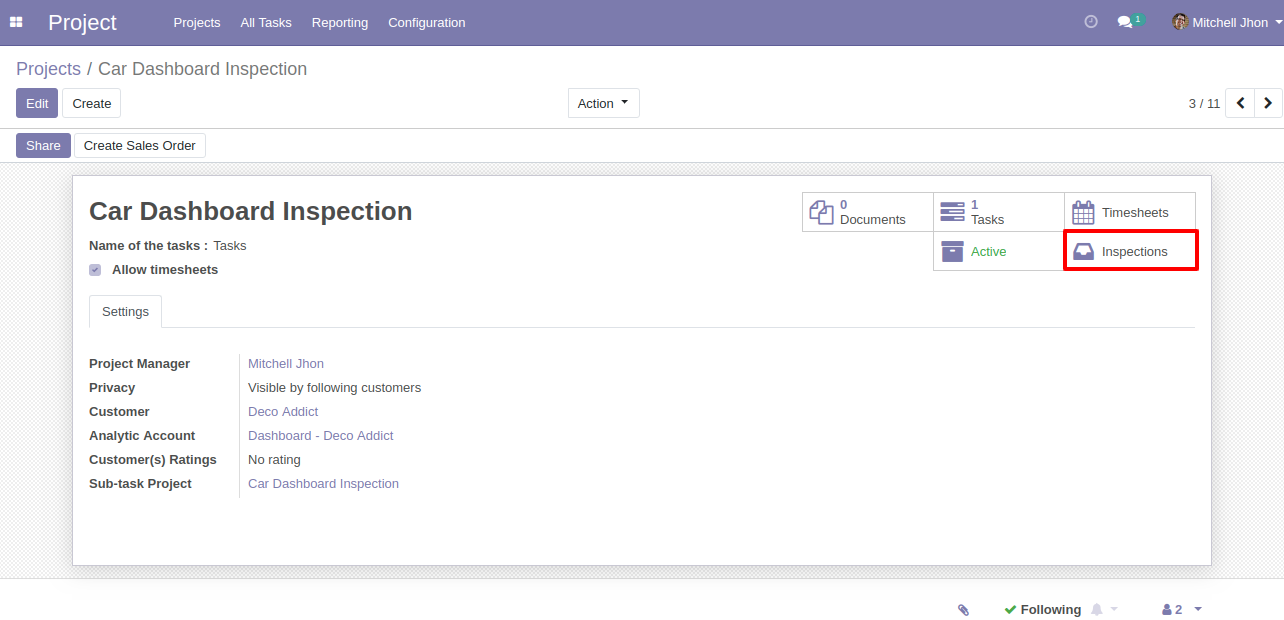 Project Projects All Tasks Reporting Configuration 1 Mitchell Jhon
Projects / Car Dashboard Inspection
Edit Create Action 3 / 11
Share Create Sales Order
Car Dashboard Inspection
0 Documents
1 Tasks
Timesheets
Active
Inspections
Name of the tasks : Tasks
Allow timesheets
Settings
Project Manager Mitchell Jhon
Privacy Visible by following customers
Customer Deco Addict
Analytic Account Dashboard - Deco Addict
Customer(s) Ratings No rating
Sub-task Project Car Dashboard Inspection
Following 2